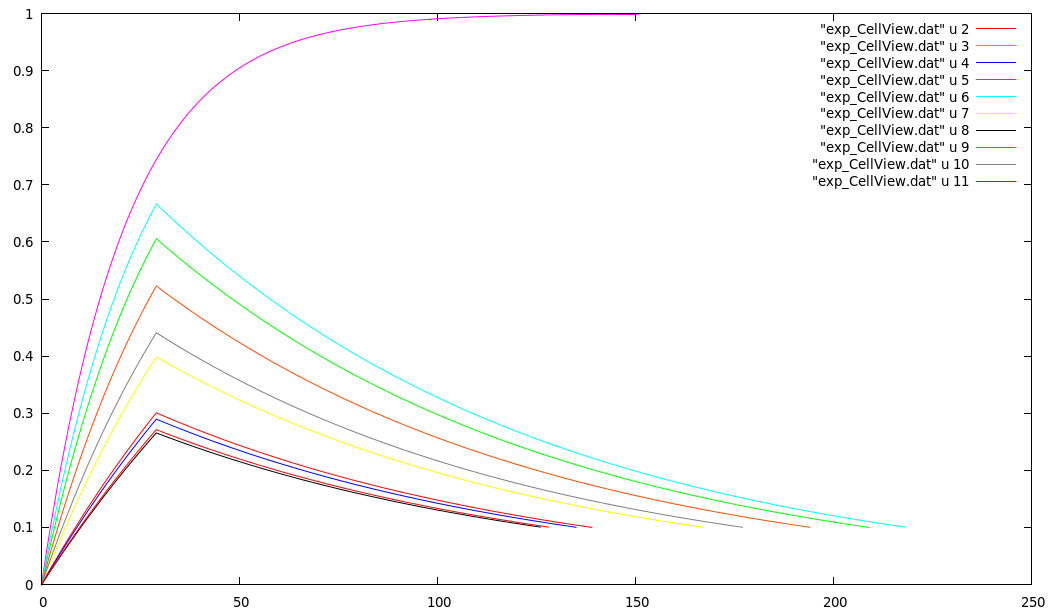 1
0.9
0.8
0.7
0.6
0.5
0.4
0.3
0.2
0.1
0
0
50
100
150
200
250
"exp_CellView.dat" u 2
"exp_CellView.dat" u 3
"exp_CellView.dat" u 4
"exp_CellView.dat" u 5
"exp_CellView.dat" u 6
"exp_CellView.dat" u 7
"exp_CellView.dat" u 8
"exp_CellView.dat" u 9
"exp_CellView.dat" u 10
"exp_CellView.dat" u 11